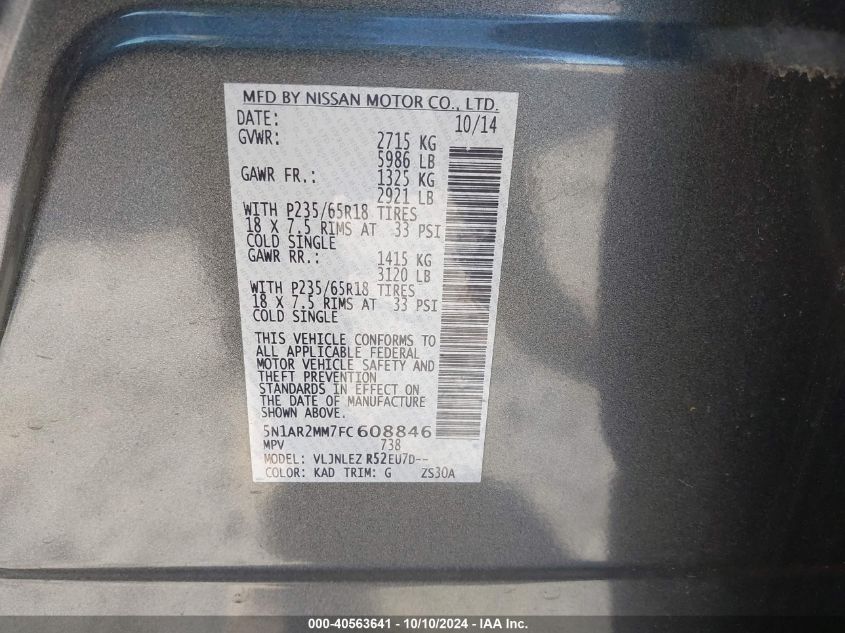 MFD BY NISSAN MOTOR CO., LTD.
DATE: 10/14
GVWR: 2715 KG
5986 LB
GAWR FR.: 1325 KG
2921 LB
WITH P235/65R18 TIRES
18 X 7.5 RIMS AT 33 PSI
COLD SINGLE
GAWR RR.: 1415 KG
3120 LB
WITH P235/65R18 TIRES
18 X 7.5 RIMS AT 33 PSI
COLD SINGLE
THIS VEHICLE CONFORMS TO
ALL APPLICABLE FEDERAL
MOTOR VEHICLE SAFETY AND
THEFT PREVENTION
STANDARDS IN EFFECT ON
THE DATE OF MANUFACTURE
SHOWN ABOVE.
5N1AR2MM7FC608846
MPV 738
MODEL: VLJNLEZ R52EU7D--
COLOR: KAD TRIM: G ZS30A
000-40563641 - 10/10/2024 - IAA Inc.